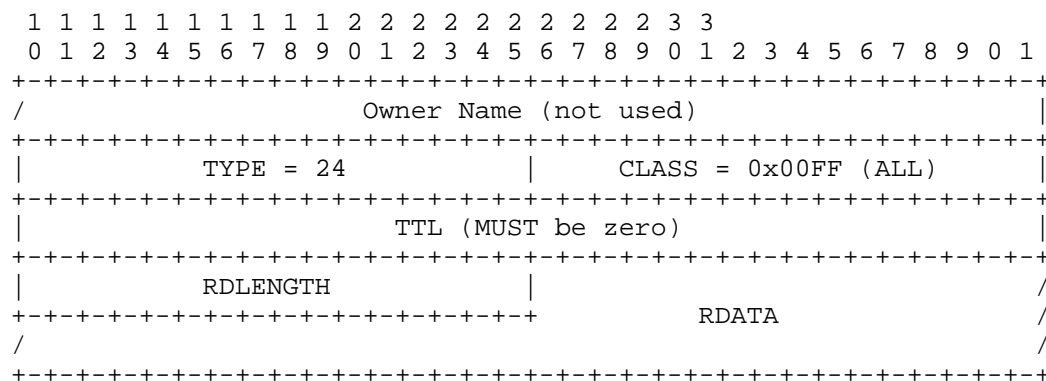 1 1 1 1 1 1 1 1 1 1 2 2 2 2 2 2 2 2 2 2 3 3
0 1 2 3 4 5 6 7 8 9 0 1 2 3 4 5 6 7 8 9 0 1 2 3 4 5 6 7 8 9 0 1
+-+-+-+-+-+-+-+-+-+-+-+-+-+-+-+-+-+-+-+-+-+-+-+-+-+-+-+-+-+-+-+-+
/ Owner Name (not used) |
+-+-+-+-+-+-+-+-+-+-+-+-+-+-+-+-+-+-+-+-+-+-+-+-+-+-+-+-+-+-+-+-+
| TYPE = 24 | CLASS = 0x00FF (ALL) |
+-+-+-+-+-+-+-+-+-+-+-+-+-+-+-+-+-+-+-+-+-+-+-+-+-+-+-+-+-+-+-+-+
| TTL (MUST be zero) |
+-+-+-+-+-+-+-+-+-+-+-+-+-+-+-+-+-+-+-+-+-+-+-+-+-+-+-+-+-+-+-+-+
| RDLENGTH | /
+-+-+-+-+-+-+-+-+-+-+-+-+-+-+-+-+ RDATA /
/ /
+-+-+-+-+-+-+-+-+-+-+-+-+-+-+-+-+-+-+-+-+-+-+-+-+-+-+-+-+-+-+-+-+